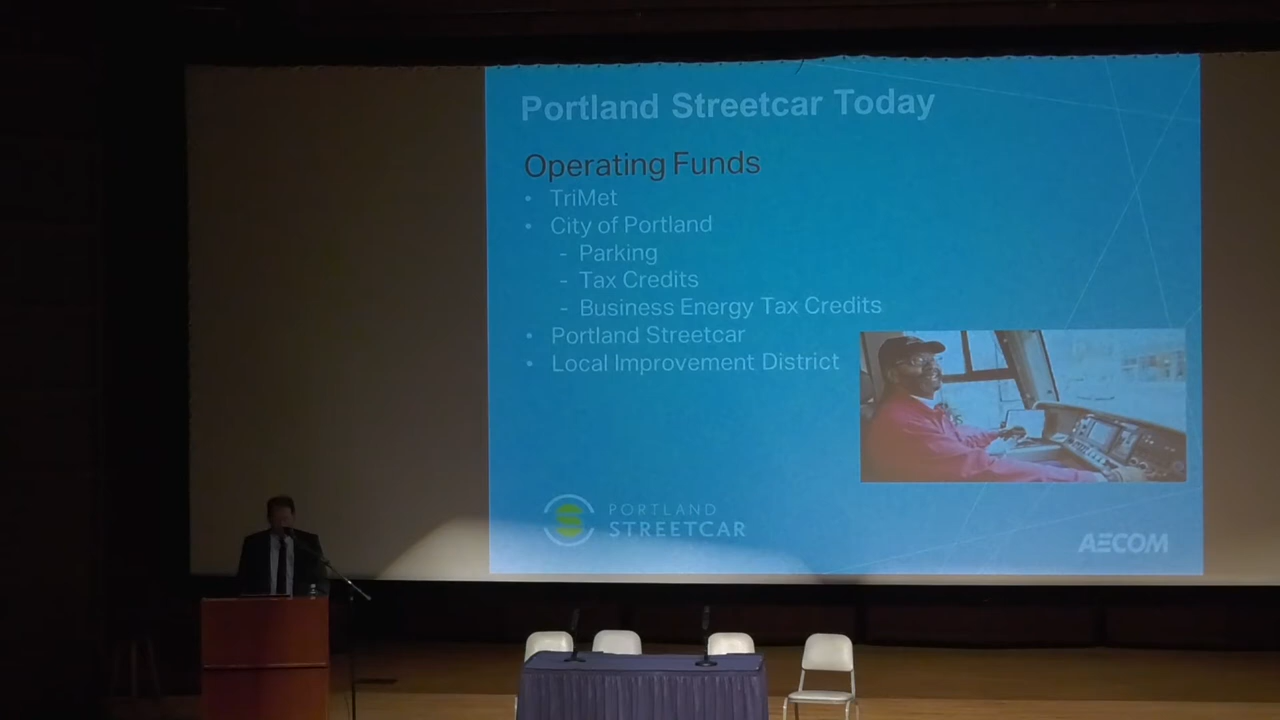 Portland Streetcar Today
Operating Funds
• TriMet
• City of Portland
- Parking
- Tax Credits
- Business Energy Tax Credits
• Portland Streetcar
• Local Improvement District
PORTLAND
STREETCAR
AECOM